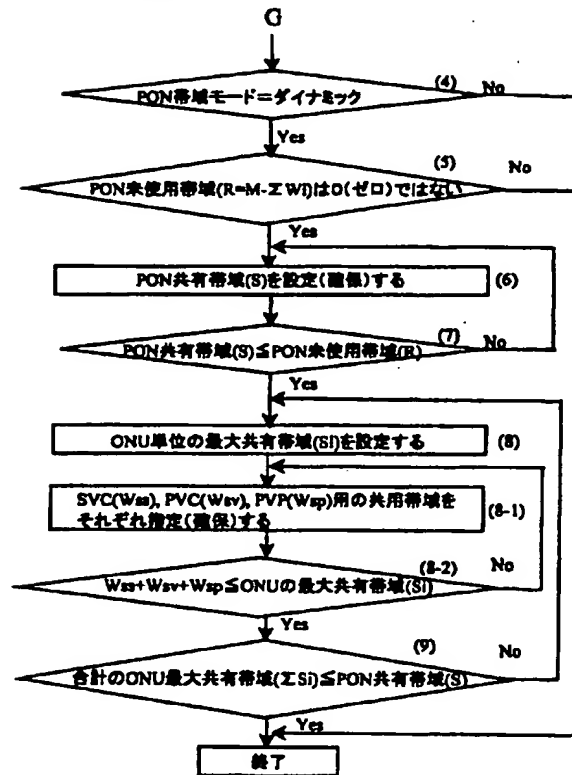 G
(4)
PON帯域モード=ダイナミック
No
Yes
(5)
No
PON未使用帯域(R=M-ΣWi)は0(ゼロ)ではない
Yes
PON共有帯域(S)を設定(確保)する
(6)
(7)
No
PON共有帯域(S)≦PON未使用帯域(R)
Yes
ONU単位の最大共有帯域(Si)を設定する
(8)
SVC(Wss), PVC(Wsv), PVP(Wsp)用の共用帯域を
それぞれ指定(確保)する
(8-1)
(8-2)
No
Wss+Wsv+Wsp≦ONUの最大共有帯域(Si)
Yes
(9)
No
合計のONU最大共有帯域(ΣSi)≦PON共有帯域(S)
Yes
終了